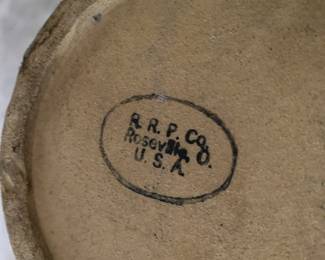 R. R. P. Co.
Roseville, O.
U. S. A.